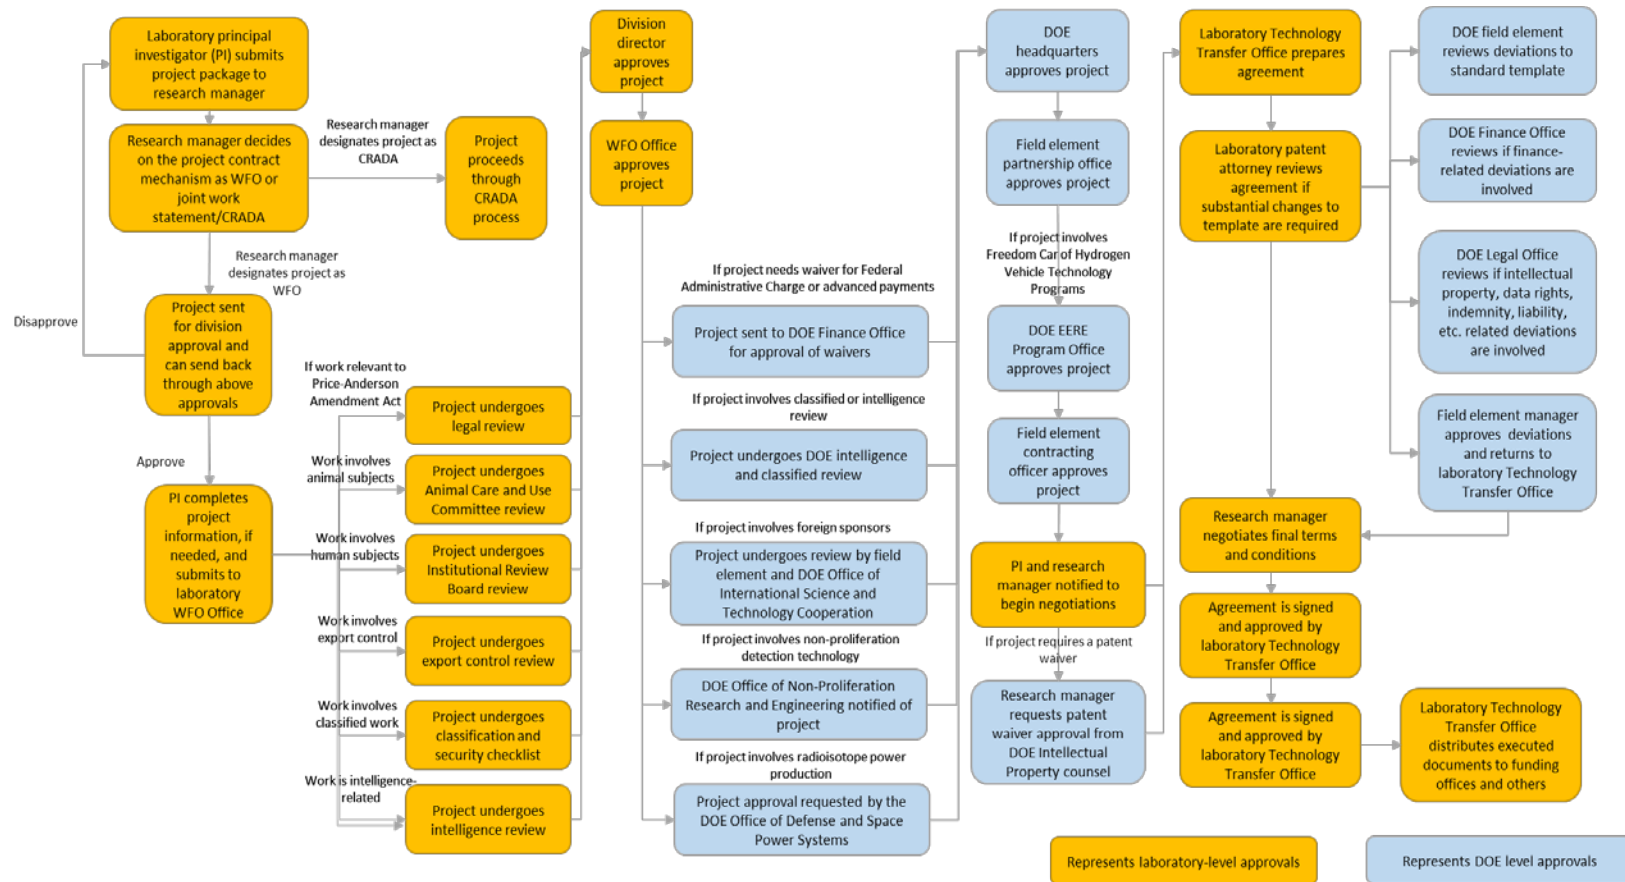 Laboratory principal
investigator (PI) submits
project package to
research manager
Research manager decides
on the project contract
mechanism as WFO or
joint work
statement/CRADA
Research manager
designates project as
CRADA
Project
proceeds
through
CRADA
process
Research manager
designates project as
WFO
Disapprove
Project sent
for division
approval and
can send back
through above
approvals
Approve
PI completes
project
information, if
needed, and
submits to
laboratory
WFO Office
If work relevant to
Price-Anderson
Amendment Act
Project undergoes
legal review
Work involves
animal subjects
Project undergoes
Animal Care and Use
Committee review
Work involves
human subjects
Project undergoes
Institutional Review
Board review
Work involves
export control
Project undergoes
export control review
Work involves
classified work
Project undergoes
classification and
security checklist
Work is intelligence-
related
Project undergoes
intelligence review
Division
director
approves
project
WFO Office
approves
project
If project needs waiver for Federal
Administrative Charge or advanced payments
Project sent to DOE Finance Office
for approval of waivers
If project involves classified or intelligence
review
Project undergoes DOE intelligence
and classified review
If project involves foreign sponsors
Project undergoes review by field
element and DOE Office of
International Science and
Technology Cooperation
If project involves non-proliferation
detection technology
DOE Office of Non-Proliferation
Research and Engineering notified of
project
If project involves radioisotope power
production
Project approval requested by the
DOE Office of Defense and Space
Power Systems
DOE
headquarters
approves project
Field element
partnership office
approves project
If project involves
Freedom Car of Hydrogen
Vehicle Technology
Programs
DOE EERE
Program Office
approves project
Field element
contracting
officer approves
project
PI and research
manager notified to
begin negotiations
If project requires a patent
waiver
Research manager
requests patent
waiver approval from
DOE Intellectual
Property counsel
Laboratory Technology
Transfer Office prepares
agreement
Laboratory patent
attorney reviews
agreement if
substantial changes to
template are required
DOE field element
reviews deviations to
standard template
DOE Finance Office
reviews if finance-
related deviations are
involved
DOE Legal Office
reviews if intellectual
property, data rights,
indemnity, liability,
etc. related deviations
are involved
Field element manager
approves deviations
and returns to
laboratory Technology
Transfer Office
Research manager
negotiates final terms
and conditions
Agreement is signed
and approved by
laboratory Technology
Transfer Office
Agreement is signed
and approved by
laboratory Technology
Transfer Office
Laboratory Technology
Transfer Office
distributes executed
documents to funding
offices and others
Represents laboratory-level approvals
Represents DOE level approvals